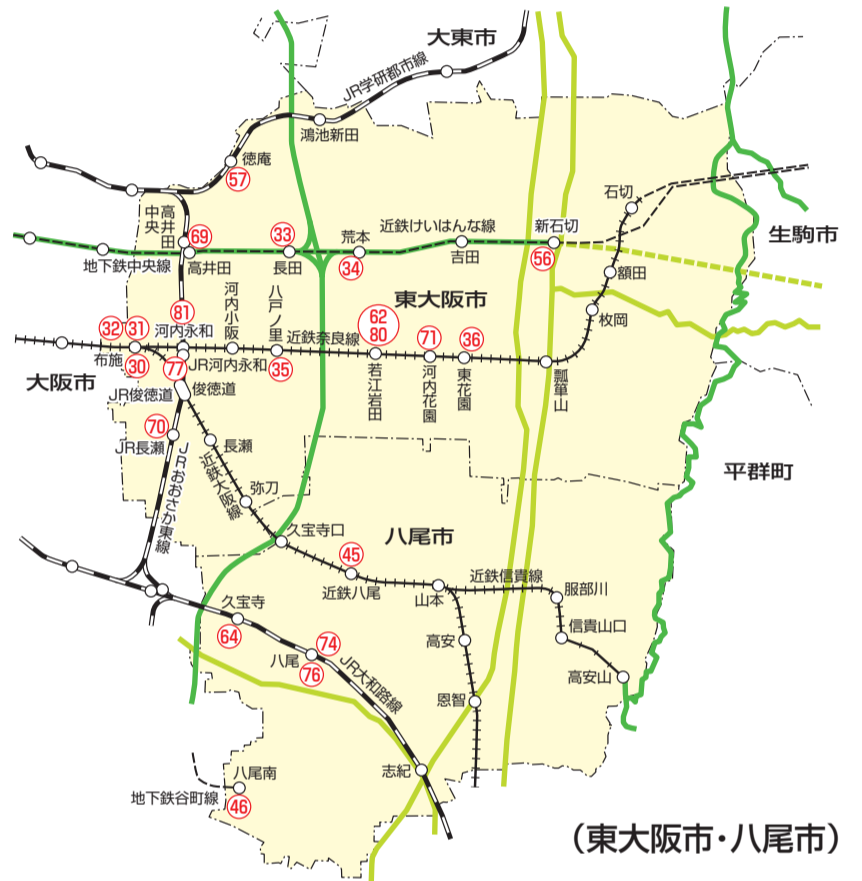 大東市
JR学研都市線
鴻池新田
徳庵
57
石切
高井田
中央
69
33
荒本
近鉄けいはんな線
新石切
生駒市
地下鉄中央線
高井田
長田
34
吉田
56
額田
河内小阪
八戸ノ里
東大阪市
枚岡
81
62
80
32
31
河内永和
近鉄奈良線
71
36
布施
30
77
JR河内永和
35
若江岩田
河内花園
東花園
瓢箪山
大阪市
JR俊徳道
俊徳道
70
JR長瀬
長瀬
近鉄大阪線
JRおおさか東線
弥刀
平群町
久宝寺口
八尾市
45
近鉄八尾
山本
近鉄信貴線
服部川
久宝寺
64
信貴山口
74
八尾
76
高安
JR大和路線
高安山
恩智
志紀
八尾南
地下鉄谷町線
46
(東大阪市・八尾市)